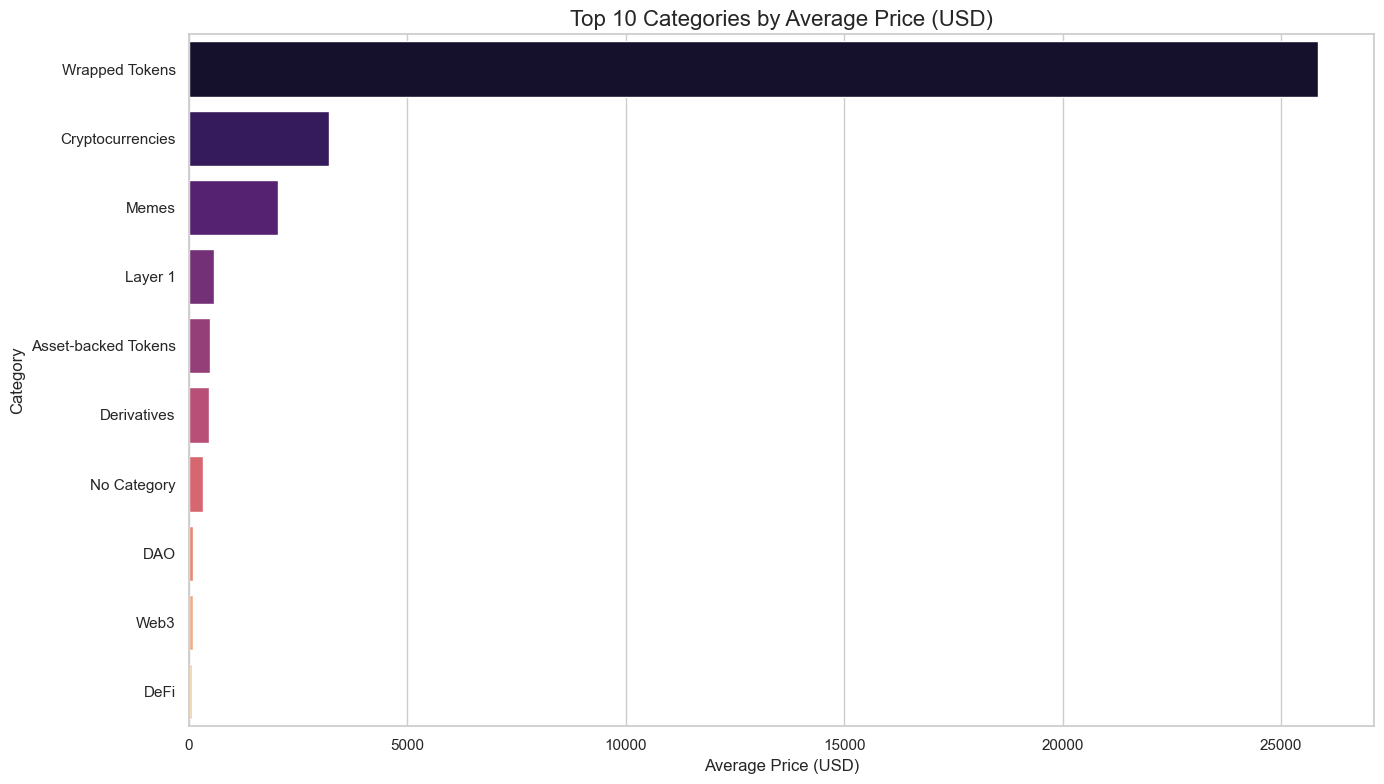 Top 10 Categories by Average Price (USD)
Wrapped Tokens
Cryptocurrencies
Memes
Layer 1
Asset-backed Tokens
Derivatives
No Category
DAO
Web3
DeFi
Category
0 5000 10000 15000 20000 25000
Average Price (USD)